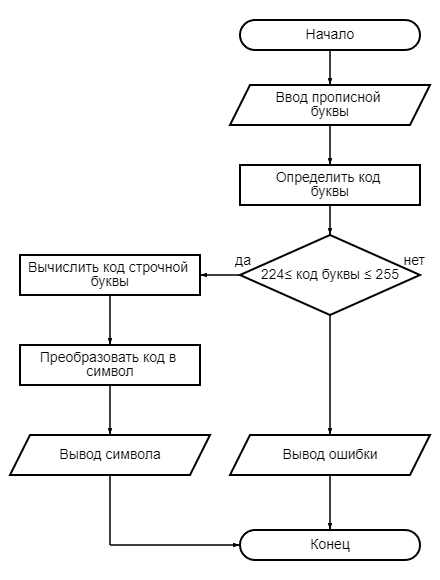 Начало
Ввод прописной
буквы
Определить код
буквы
да
нет
224≤ код буквы ≤ 255
Вычислить код строчной
буквы
Преобразовать код в
символ
Вывод символа
Вывод ошибки
Конец